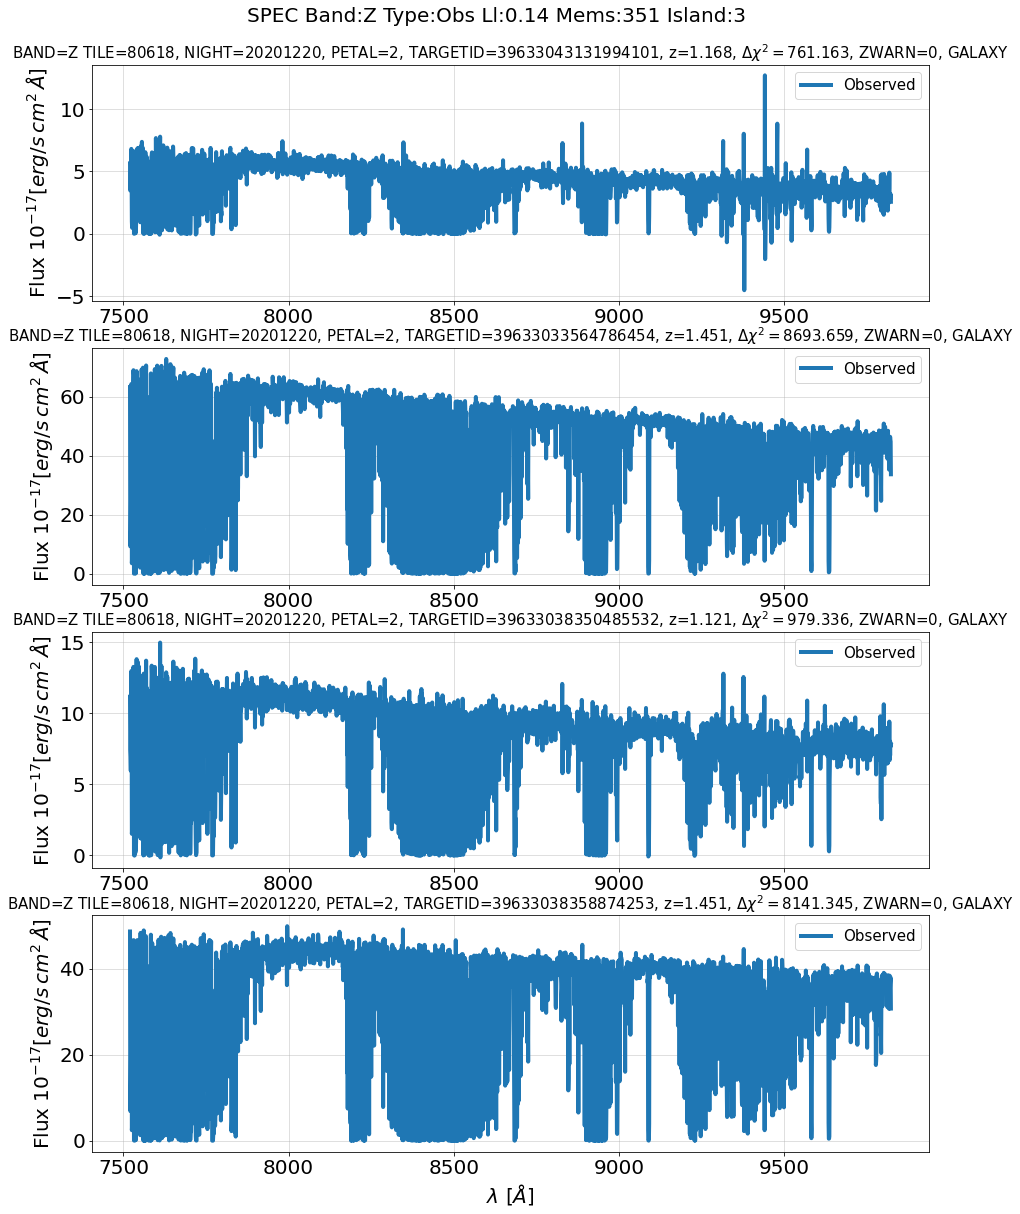 SPEC Band:Z Type:Obs Ll:0.14 Mems:351 Island:3
BAND=Z TILE=80618, NIGHT=20201220, PETAL=2, TARGETID=39633043131994101, z=1.168, Δχ² = 761.163, ZWARN=0, GALAXY
Flux 10⁻¹⁷[erg/s cm² Å]
10
5
0
−5
Observed
7500 8000 8500 9000 9500
BAND=Z TILE=80618, NIGHT=20201220, PETAL=2, TARGETID=39633033564786454, z=1.451, Δχ² = 8693.659, ZWARN=0, GALAXY
Flux 10⁻¹⁷[erg/s cm² Å]
60
40
20
0
Observed
7500 8000 8500 9000 9500
BAND=Z TILE=80618, NIGHT=20201220, PETAL=2, TARGETID=39633038350485532, z=1.121, Δχ² = 979.336, ZWARN=0, GALAXY
Flux 10⁻¹⁷[erg/s cm² Å]
15
10
5
0
Observed
7500 8000 8500 9000 9500
BAND=Z TILE=80618, NIGHT=20201220, PETAL=2, TARGETID=39633038358874253, z=1.451, Δχ² = 8141.345, ZWARN=0, GALAXY
Flux 10⁻¹⁷[erg/s cm² Å]
40
20
0
Observed
7500 8000 8500 9000 9500
λ [Å]